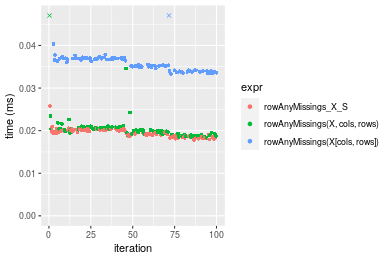 0.04
0.03
0.02
0.01
0.00
time (ms)
0
25
50
75
100
iteration
expr
rowAnyMissings_X_S
rowAnyMissings(X, cols, rows)
rowAnyMissings(X[cols, rows])